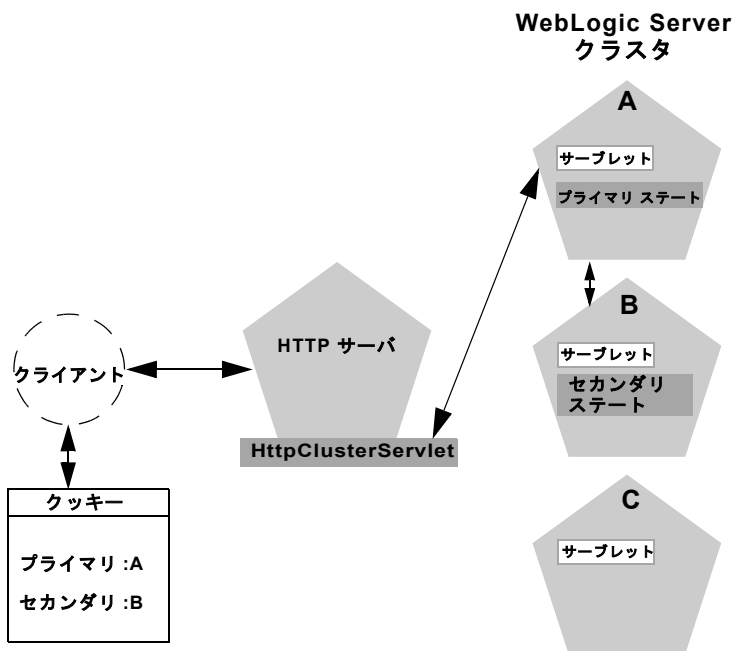 WebLogic Server
クラスタ
A
サーブレット
プライマリ ステート
B
サーブレット
セカンダリ
ステート
C
サーブレット
HTTP サーバ
HttpClusterServlet
クライアント
クッキー
プライマリ :A
セカンダリ :B